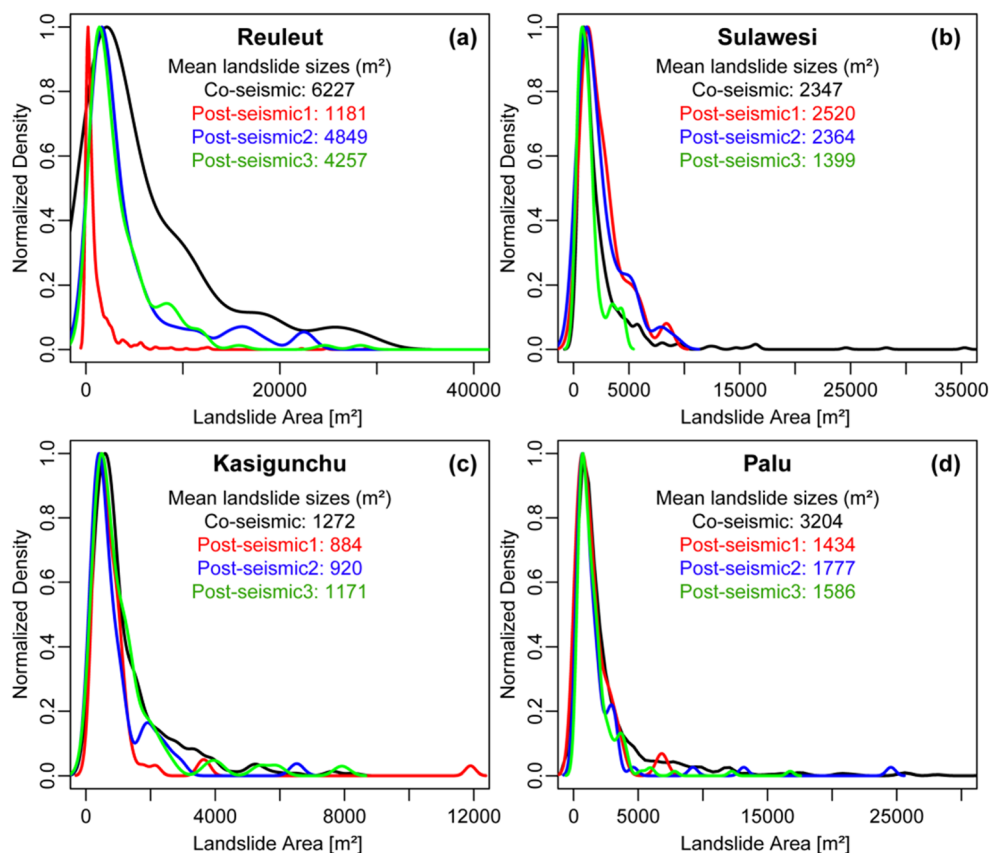 Reuleut (a)
Mean landslide sizes (m²)
Co-seismic: 6227
Post-seismic1: 1181
Post-seismic2: 4849
Post-seismic3: 4257
Normalized Density
1.0
0.8
0.6
0.4
0.2
0.0
0 20000 40000
Landslide Area [m²]
Sulawesi (b)
Mean landslide sizes (m²)
Co-seismic: 2347
Post-seismic1: 2520
Post-seismic2: 2364
Post-seismic3: 1399
Normalized Density
1.0
0.8
0.6
0.4
0.2
0.0
0 5000 15000 25000 35000
Landslide Area [m²]
Kasigunchu (c)
Mean landslide sizes (m²)
Co-seismic: 1272
Post-seismic1: 884
Post-seismic2: 920
Post-seismic3: 1171
Normalized Density
1.0
0.8
0.6
0.4
0.2
0.0
0 4000 8000 12000
Landslide Area [m²]
Palu (d)
Mean landslide sizes (m²)
Co-seismic: 3204
Post-seismic1: 1434
Post-seismic2: 1777
Post-seismic3: 1586
Normalized Density
1.0
0.8
0.6
0.4
0.2
0.0
0 5000 15000 25000
Landslide Area [m²]